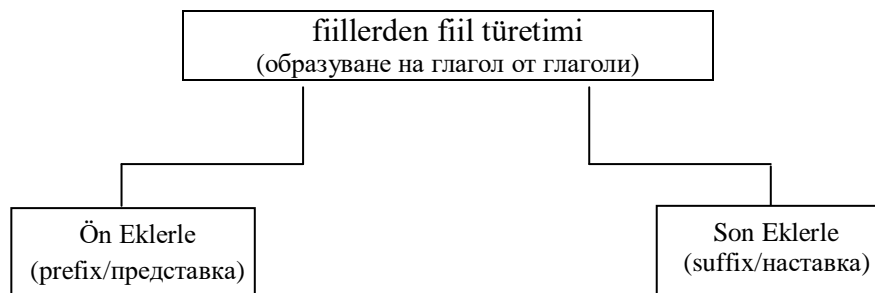 fiillerden fiil türetimi
(образуване на глагол от глаголи)
Ön Eklerle
(prefix/представка)
Son Eklerle
(suffix/наставка)